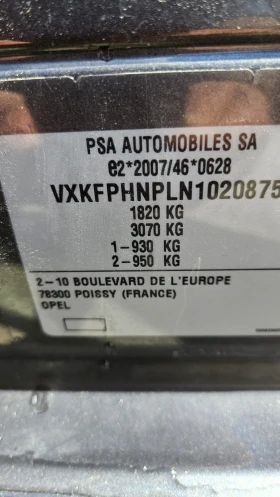 PSA AUTOMOBILES SA
e2*2007/46*0628
VXKFPHNPLN1020875
1820 KG
3070 KG
1-930 KG
2-950 KG
2-10 BOULEVARD DE L'EUROPE
78300 POISSY (FRANCE)
OPEL